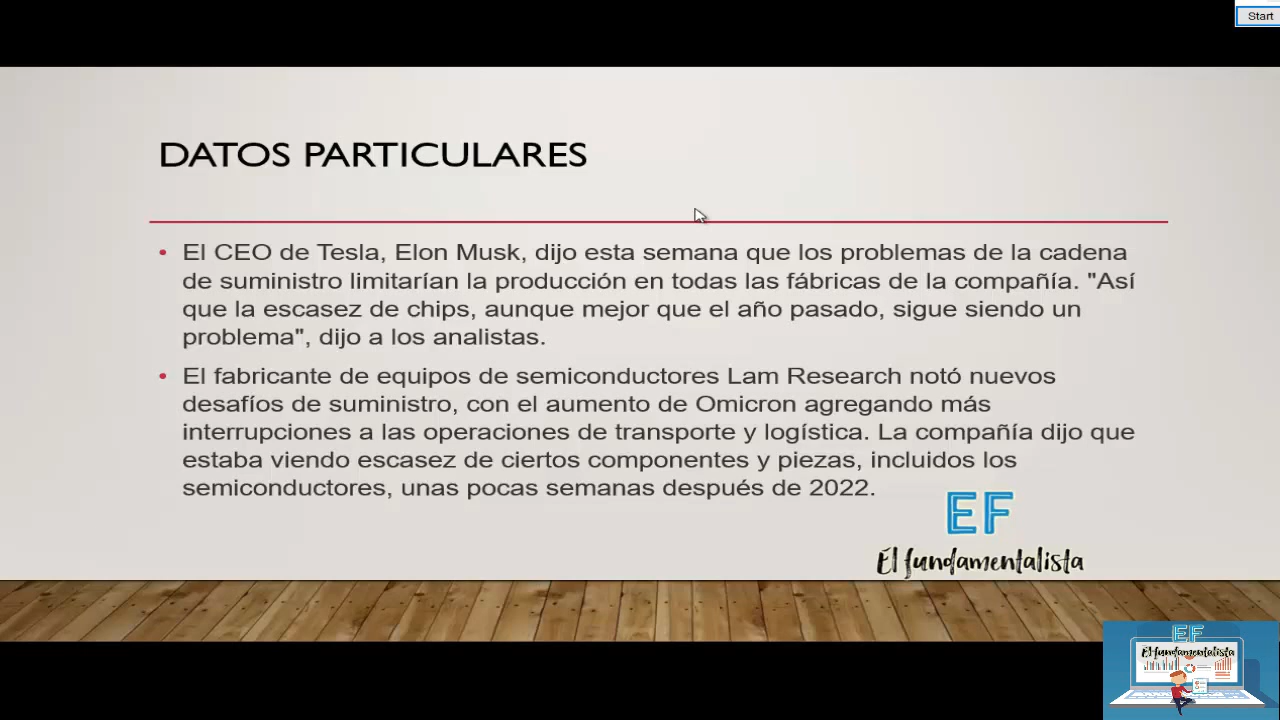 Start
DATOS PARTICULARES
• El CEO de Tesla, Elon Musk, dijo esta semana que los problemas de la cadena
de suministro limitarían la producción en todas las fábricas de la compañía. "Así
que la escasez de chips, aunque mejor que el año pasado, sigue siendo un
problema", dijo a los analistas.
• El fabricante de equipos de semiconductores Lam Research notó nuevos
desafíos de suministro, con el aumento de Omicron agregando más
interrupciones a las operaciones de transporte y logística. La compañía dijo que
estaba viendo escasez de ciertos componentes y piezas, incluidos los
semiconductores, unas pocas semanas después de 2022.
EF
El fundamentalista
EF
El fundamentalista